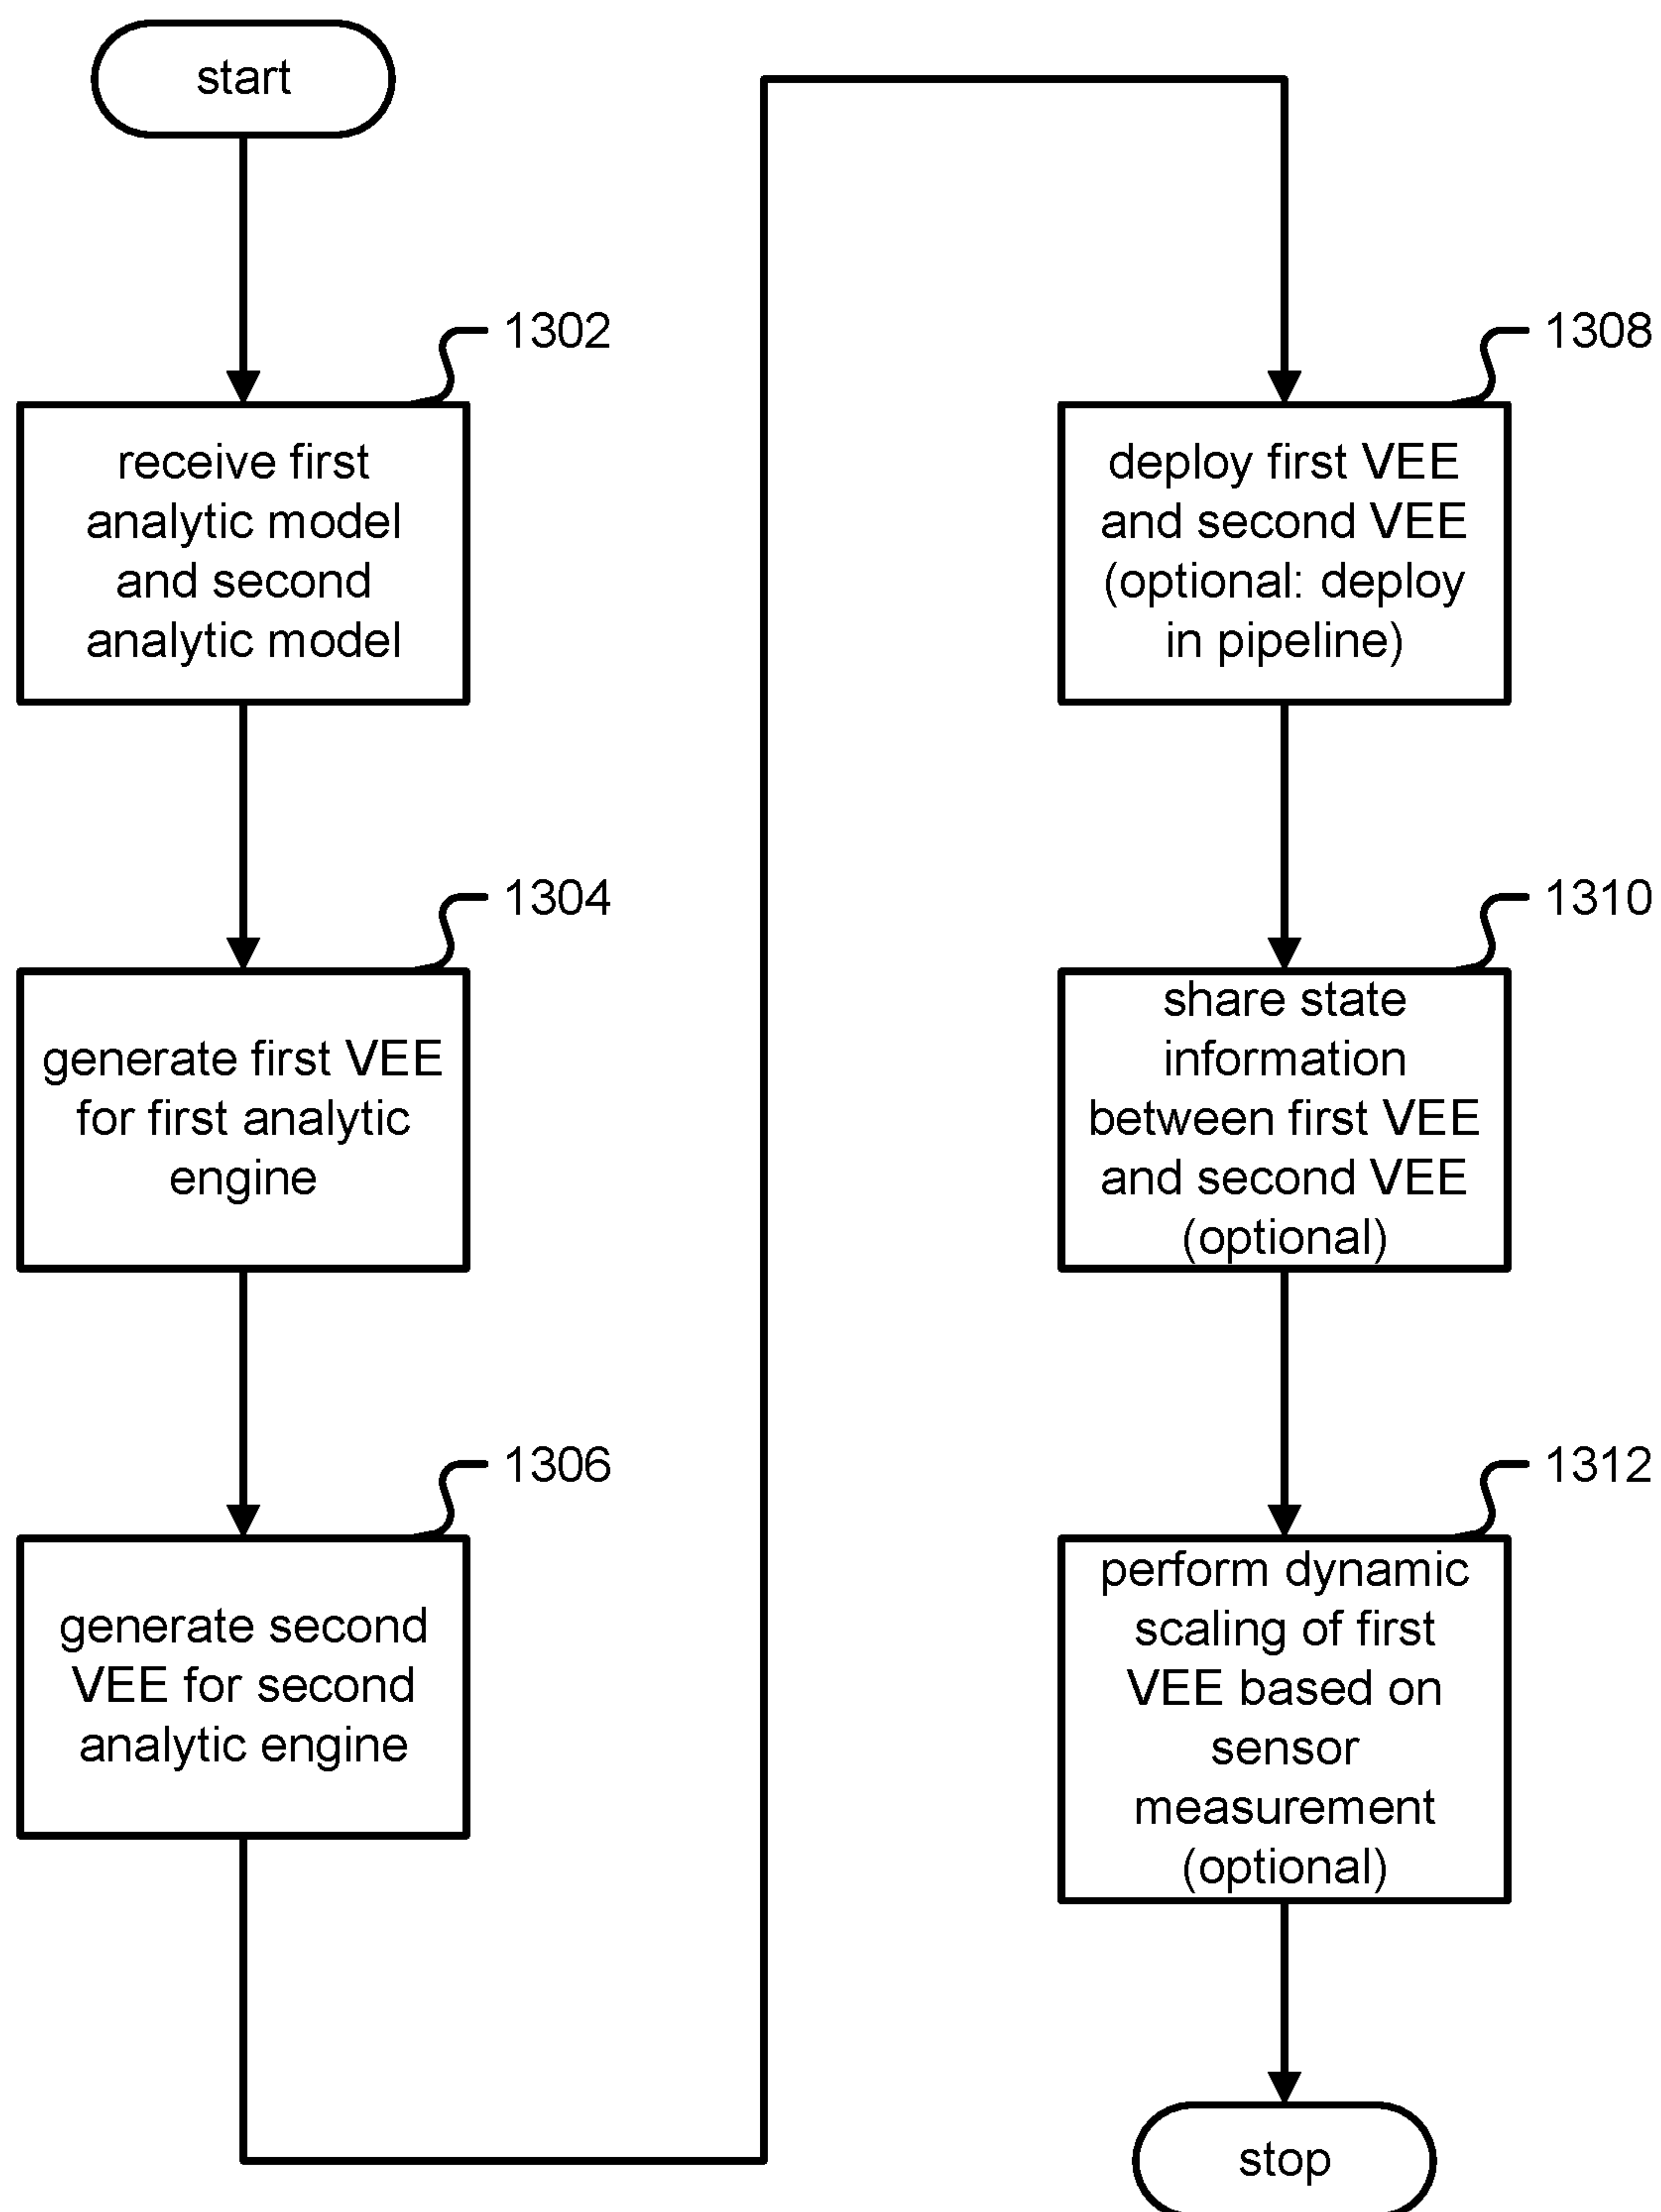 start
1302
receive first
analytic model
and second
analytic model
1304
generate first VEE
for first analytic
engine
1306
generate second
VEE for second
analytic engine
1308
deploy first VEE
and second VEE
(optional: deploy
in pipeline)
1310
share state
information
between first VEE
and second VEE
(optional)
1312
perform dynamic
scaling of first
VEE based on
sensor
measurement
(optional)
stop